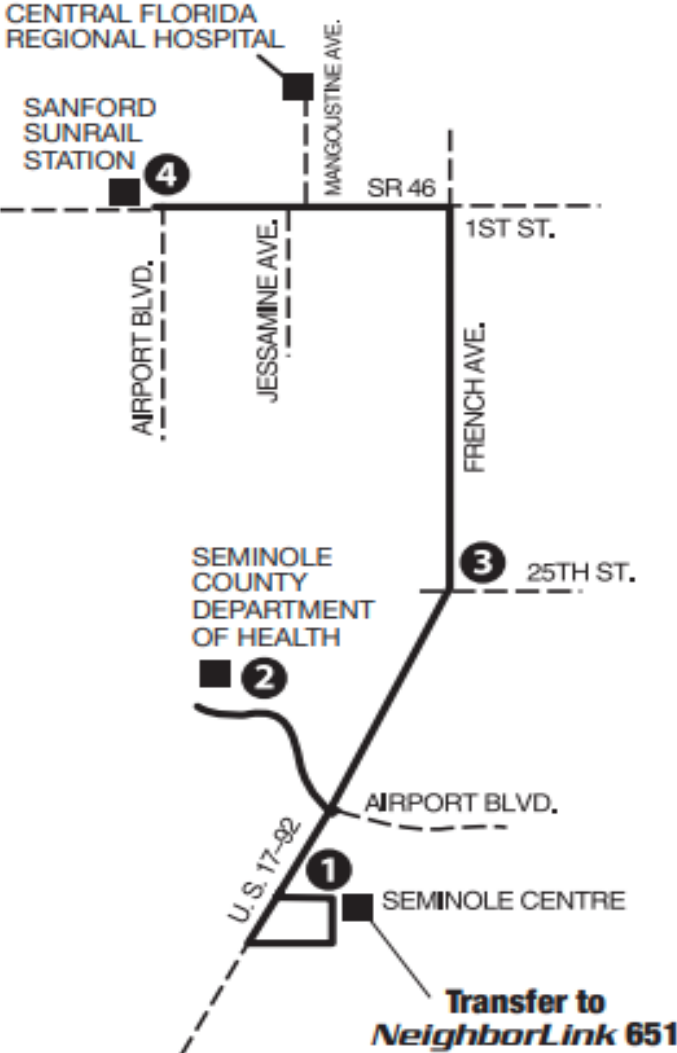 CENTRAL FLORIDA
REGIONAL HOSPITAL
MANGOUSTINE AVE.
SANFORD
SUNRAIL
STATION
4
SR 46
1ST ST.
AIRPORT BLVD.
JESSAMINE AVE.
FRENCH AVE.
3
25TH ST.
SEMINOLE
COUNTY
DEPARTMENT
OF HEALTH
2
AIRPORT BLVD.
U.S. 17-92
1
SEMINOLE CENTRE
Transfer to
NeighborLink 651